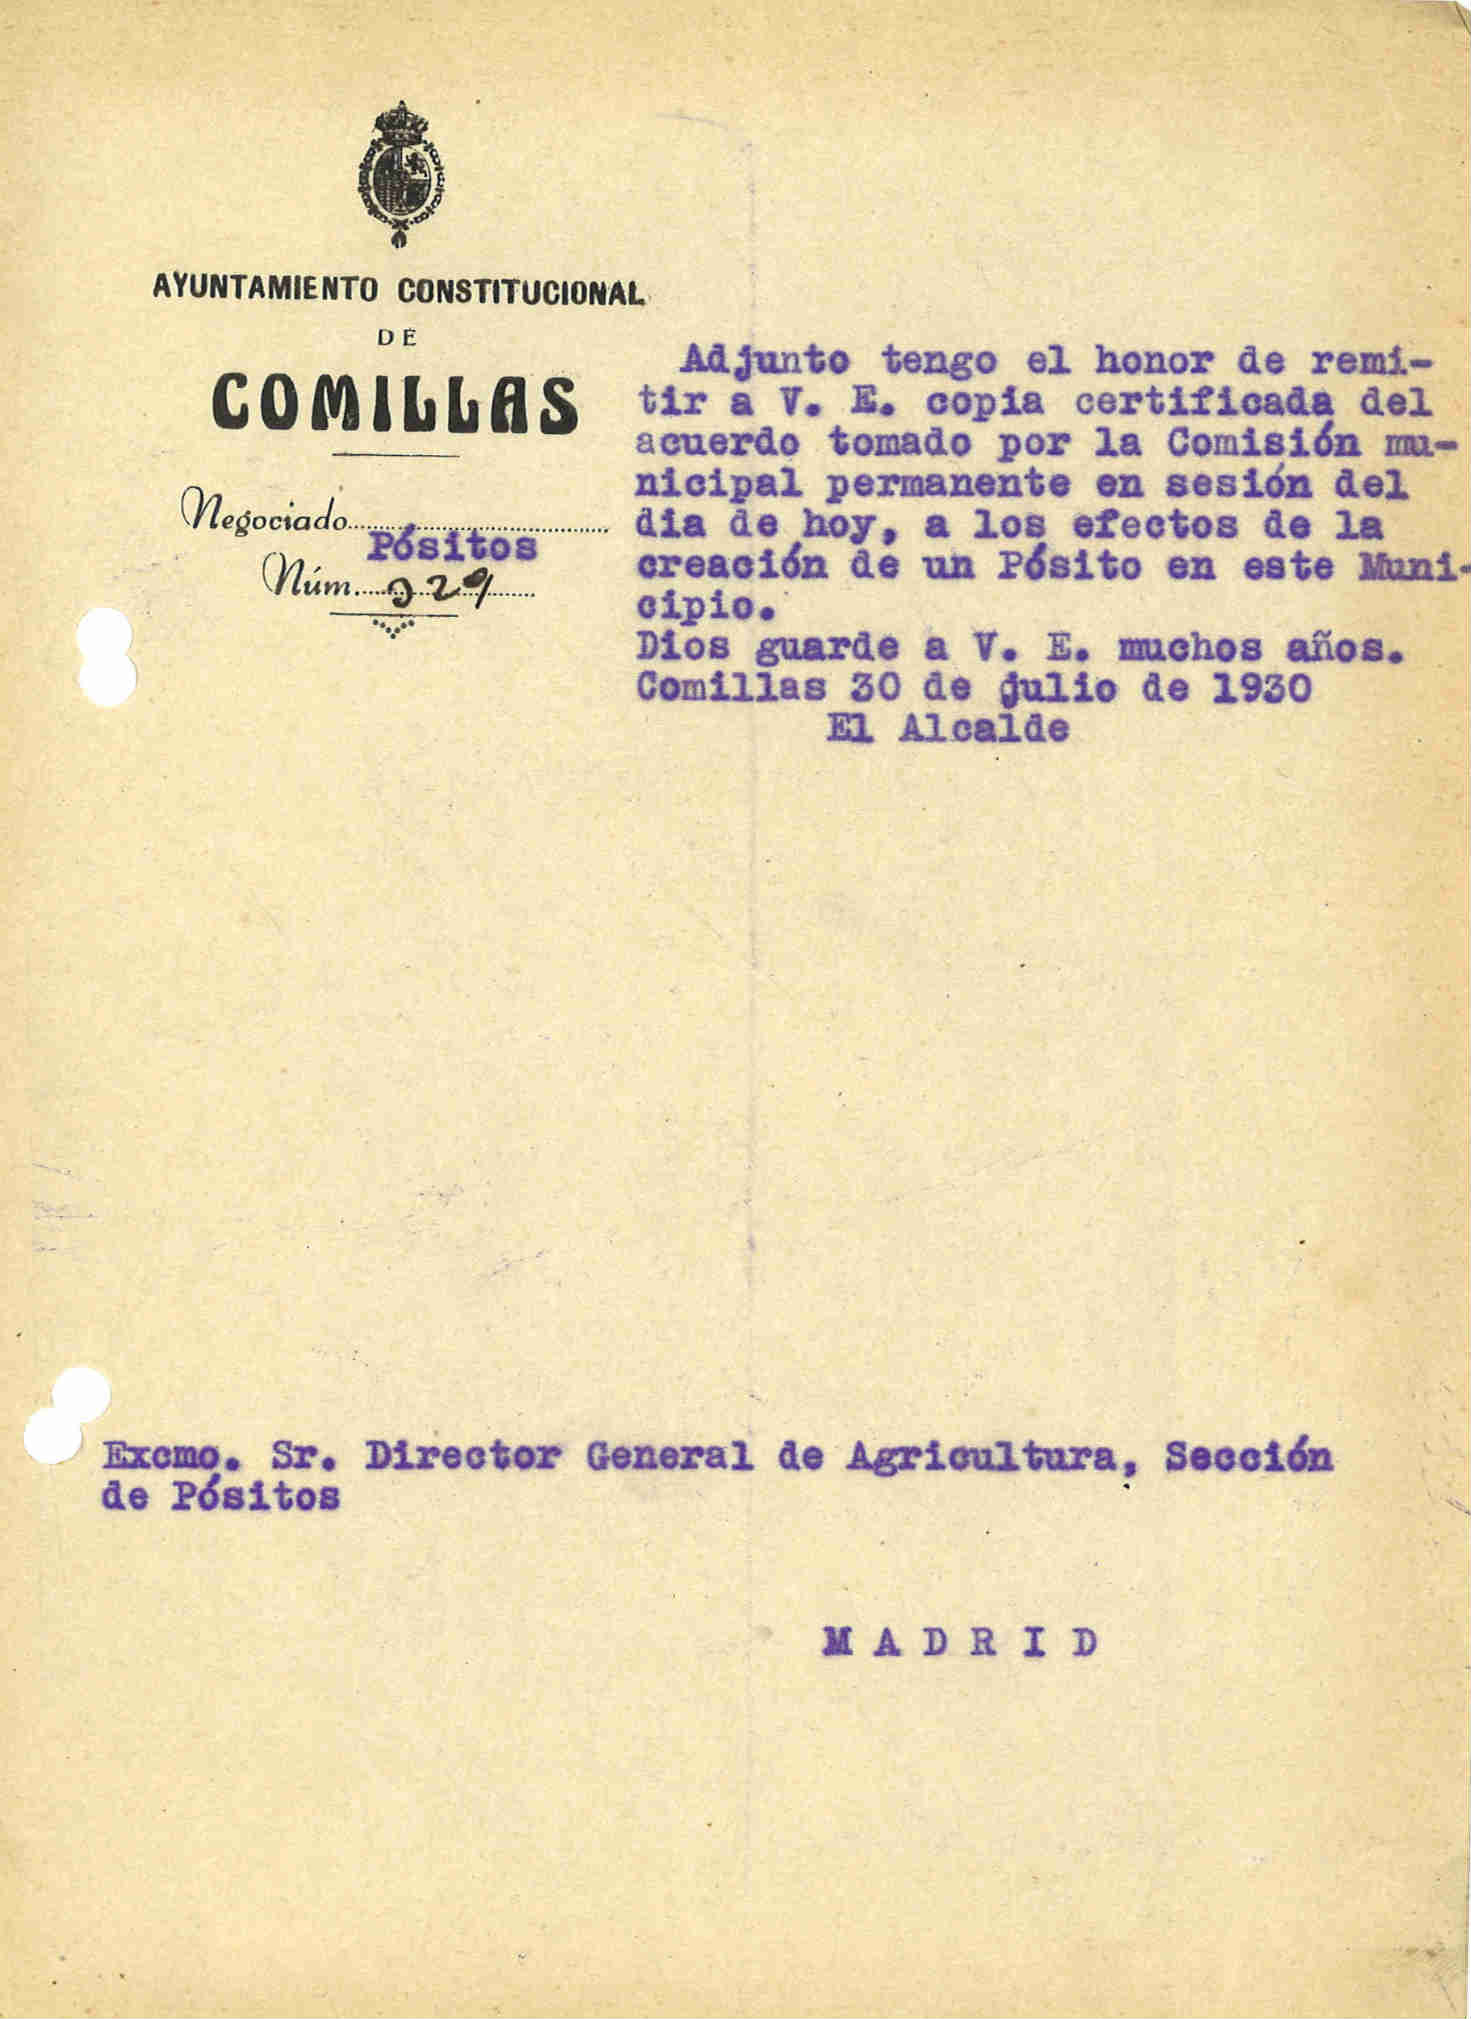 AYUNTAMIENTO CONSTITUCIONAL
DE
COMILLAS
Negociado
Pósitos
Núm. 929
Adjunto tengo el honor de remi-
tir a V. E. copia certificada del
acuerdo tomado por la Comisión mu-
nicipal permanente en sesión del
dia de hoy, a los efectos de la
creación de un Pósito en este Muni-
cipio.
Dios guarde a V. E. muchos años.
Comillas 30 de julio de 1930
El Alcalde
Excmo. Sr. Director General de Agricultura, Sección
de Pósitos
MADRID